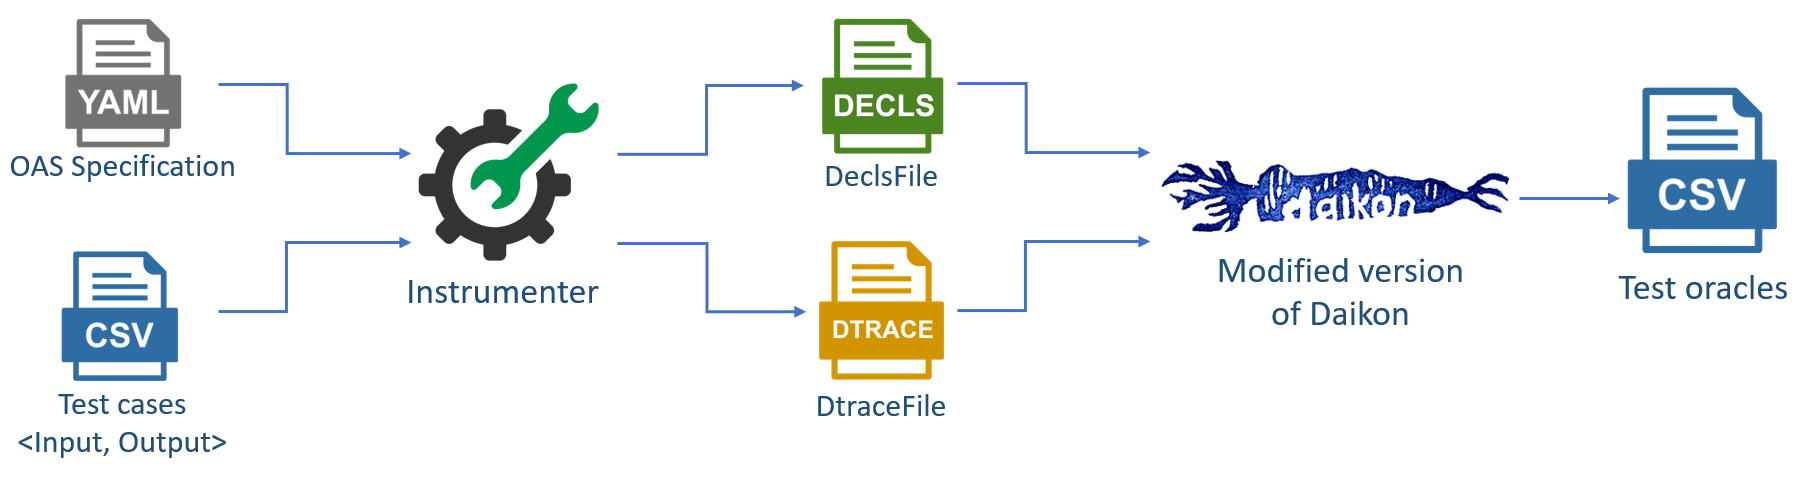 YAML
OAS Specification
CSV
Test cases
<Input, Output>
Instrumenter
DECLS
DeclsFile
DTRACE
DtraceFile
daikon
Modified version
of Daikon
CSV
Test oracles